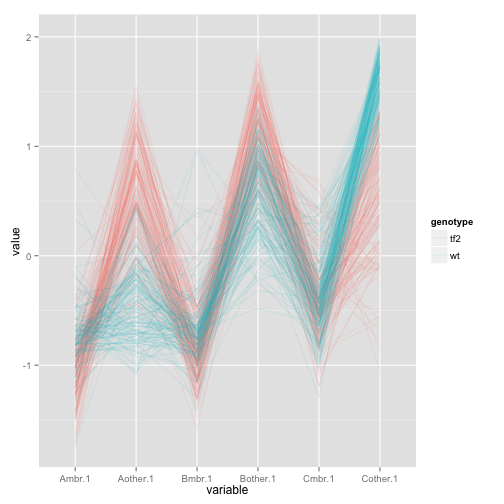 2
1
0
-1
value
Ambr.1 Aother.1 Bmbr.1 Bother.1 Cmbr.1 Cother.1
variable
genotype
tf2
wt